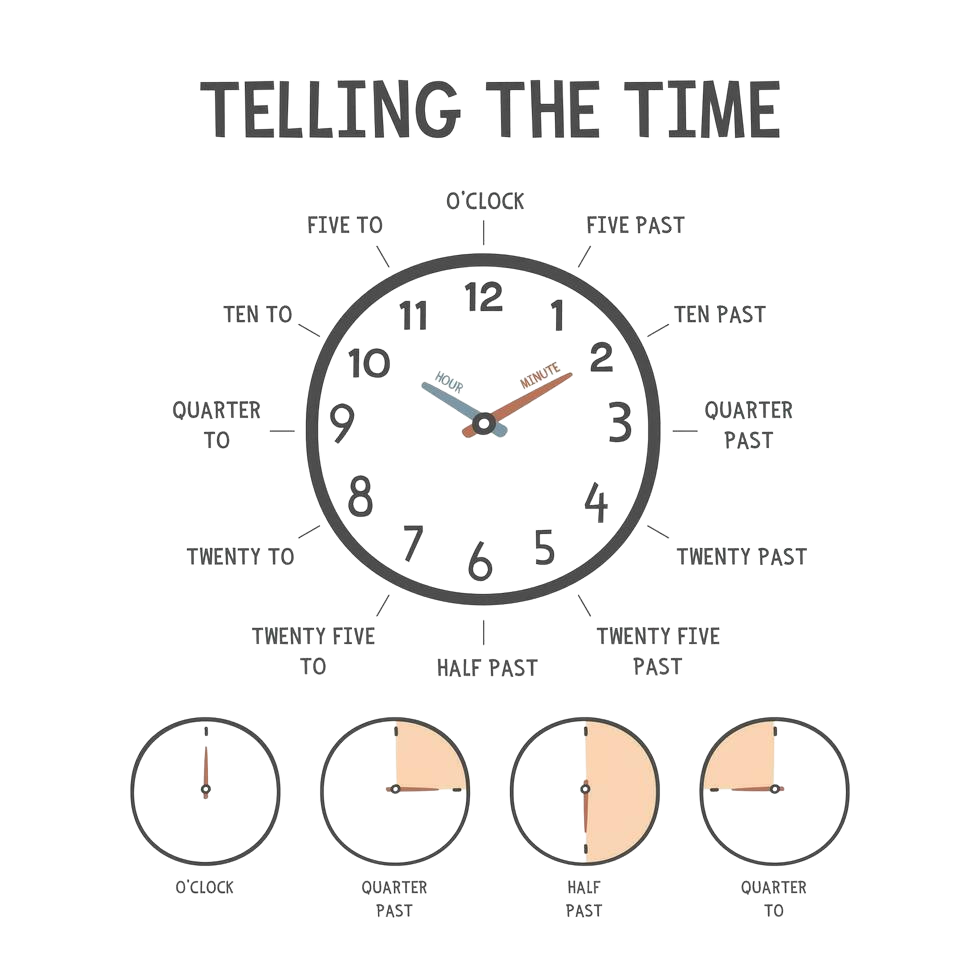 TELLING THE TIME
O'CLOCK
FIVE TO
FIVE PAST
TEN TO
TEN PAST
QUARTER
TO
QUARTER
PAST
TWENTY TO
TWENTY PAST
TWENTY FIVE
TO
HALF PAST
TWENTY FIVE
PAST
12
1
2
3
4
5
6
7
8
9
10
11
HOUR
MINUTE
O'CLOCK
QUARTER
PAST
HALF
PAST
QUARTER
TO